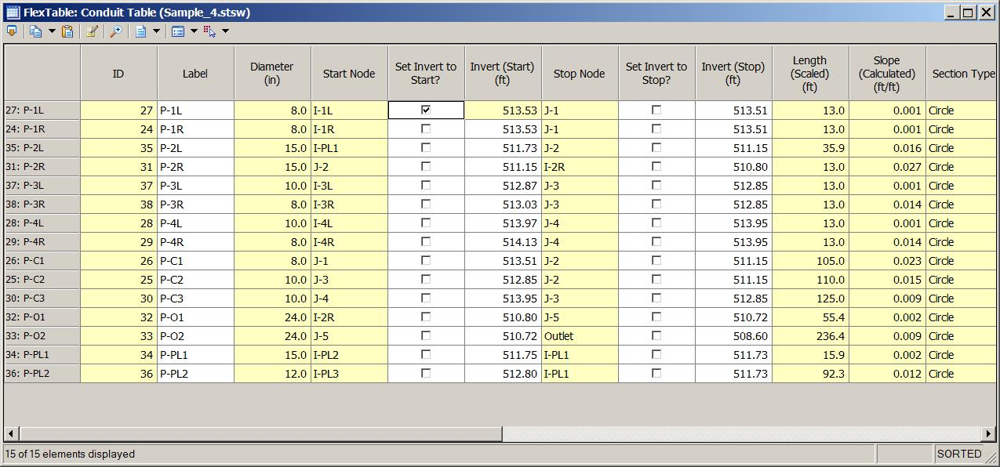 FlexTable: Conduit Table (Sample_4.stsw)
ID Label Diameter (in) Start Node Set Invert to Start? Invert (Start) (ft) Stop Node Set Invert to Stop? Invert (Stop) (ft) Length (Scaled) (ft) Slope (Calculated) (ft/ft) Section Type
27: P-1L 27 P-1L 8.0 I-1L 513.53 J-1 513.51 13.0 0.001 Circle
24: P-1R 24 P-1R 8.0 I-1R 513.53 J-1 513.51 13.0 0.001 Circle
35: P-2L 35 P-2L 15.0 I-PL1 511.73 J-2 511.15 35.9 0.016 Circle
31: P-2R 31 P-2R 15.0 J-2 511.15 I-2R 510.80 13.0 0.027 Circle
37: P-3L 37 P-3L 10.0 I-3L 512.87 J-3 512.85 13.0 0.001 Circle
38: P-3R 38 P-3R 8.0 I-3R 513.03 J-3 512.85 13.0 0.014 Circle
28: P-4L 28 P-4L 10.0 I-4L 513.97 J-4 513.95 13.0 0.001 Circle
29: P-4R 29 P-4R 8.0 I-4R 514.13 J-4 513.95 13.0 0.014 Circle
26: P-C1 26 P-C1 8.0 J-1 513.51 J-2 511.15 105.0 0.023 Circle
25: P-C2 25 P-C2 10.0 J-3 512.85 J-2 511.15 110.0 0.015 Circle
30: P-C3 30 P-C3 10.0 J-4 513.95 J-3 512.85 125.0 0.009 Circle
32: P-O1 32 P-O1 24.0 I-2R 510.80 J-5 510.72 55.4 0.002 Circle
33: P-O2 33 P-O2 24.0 J-5 510.72 Outlet 508.60 236.4 0.009 Circle
34: P-PL1 34 P-PL1 15.0 I-PL2 511.75 I-PL1 511.73 15.9 0.002 Circle
36: P-PL2 36 P-PL2 12.0 I-PL3 512.80 I-PL1 511.73 92.3 0.012 Circle
15 of 15 elements displayed SORTED